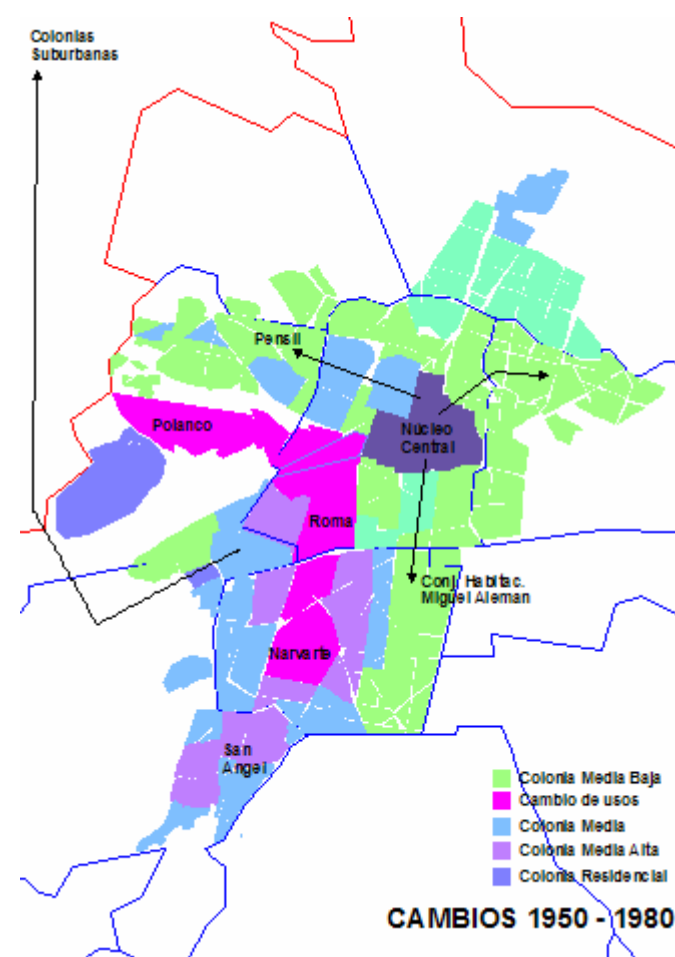 Colonias
Suburbanas
Pensil
Polanco
Núcleo
Central
Roma
Conj. Habitac.
Miguel Aleman
Narvarte
San
Angel
Colonia Media Baja
Cambio de usos
Colonia Media
Colonia Media Alta
Colonia Residencial
CAMBIOS 1950 - 1980